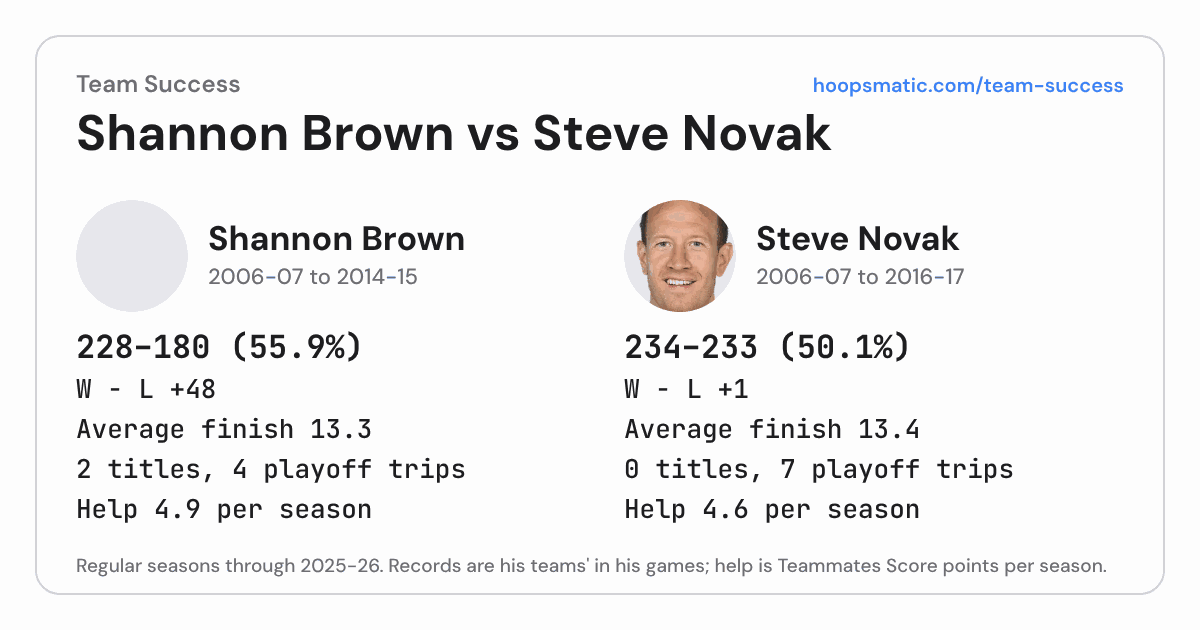 Team Success
hoopsmatic.com/team-success
Shannon Brown vs Steve Novak
Shannon Brown
2006-07 to 2014-15
228-180 (55.9%)
W - L +48
Average finish 13.3
2 titles, 4 playoff trips
Help 4.9 per season
Steve Novak
2006-07 to 2016-17
234-233 (50.1%)
W - L +1
Average finish 13.4
0 titles, 7 playoff trips
Help 4.6 per season
Regular seasons through 2025-26. Records are his teams' in his games; help is Teammates Score points per season.